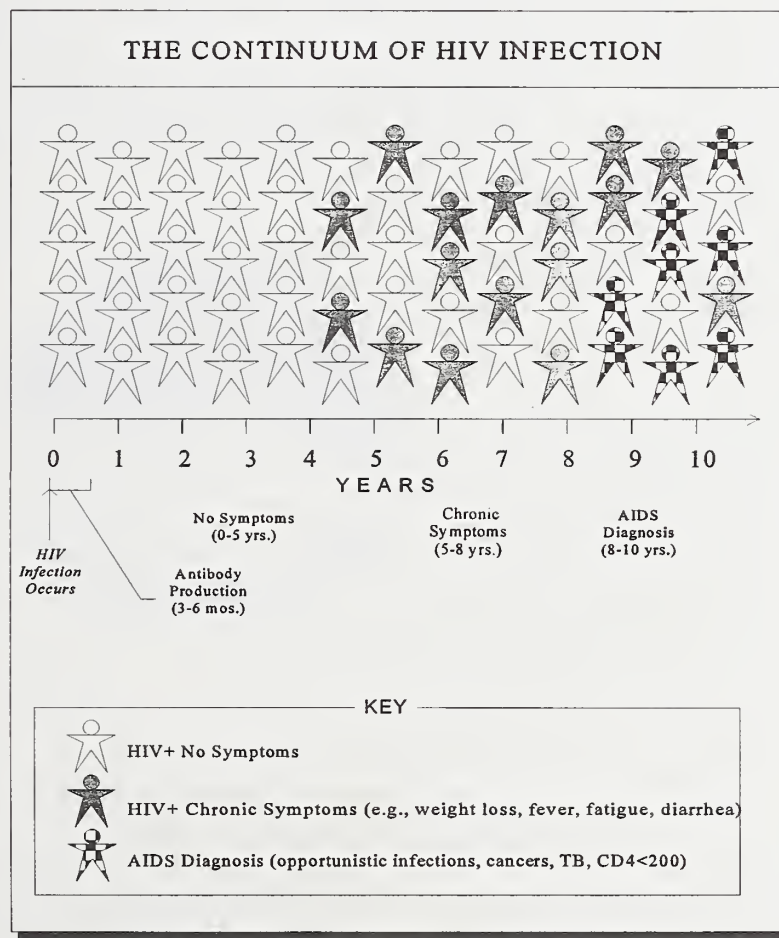 THE CONTINUUM OF HIV INFECTION
0 1 2 3 4 5 6 7 8 9 10
YEARS
HIV
Infection
Occurs
Antibody
Production
(3-6 mos.)
No Symptoms
(0-5 yrs.)
Chronic
Symptoms
(5-8 yrs.)
AIDS
Diagnosis
(8-10 yrs.)
KEY
HIV+ No Symptoms
HIV+ Chronic Symptoms (e.g., weight loss, fever, fatigue, diarrhea)
AIDS Diagnosis (opportunistic infections, cancers, TB, CD4<200)